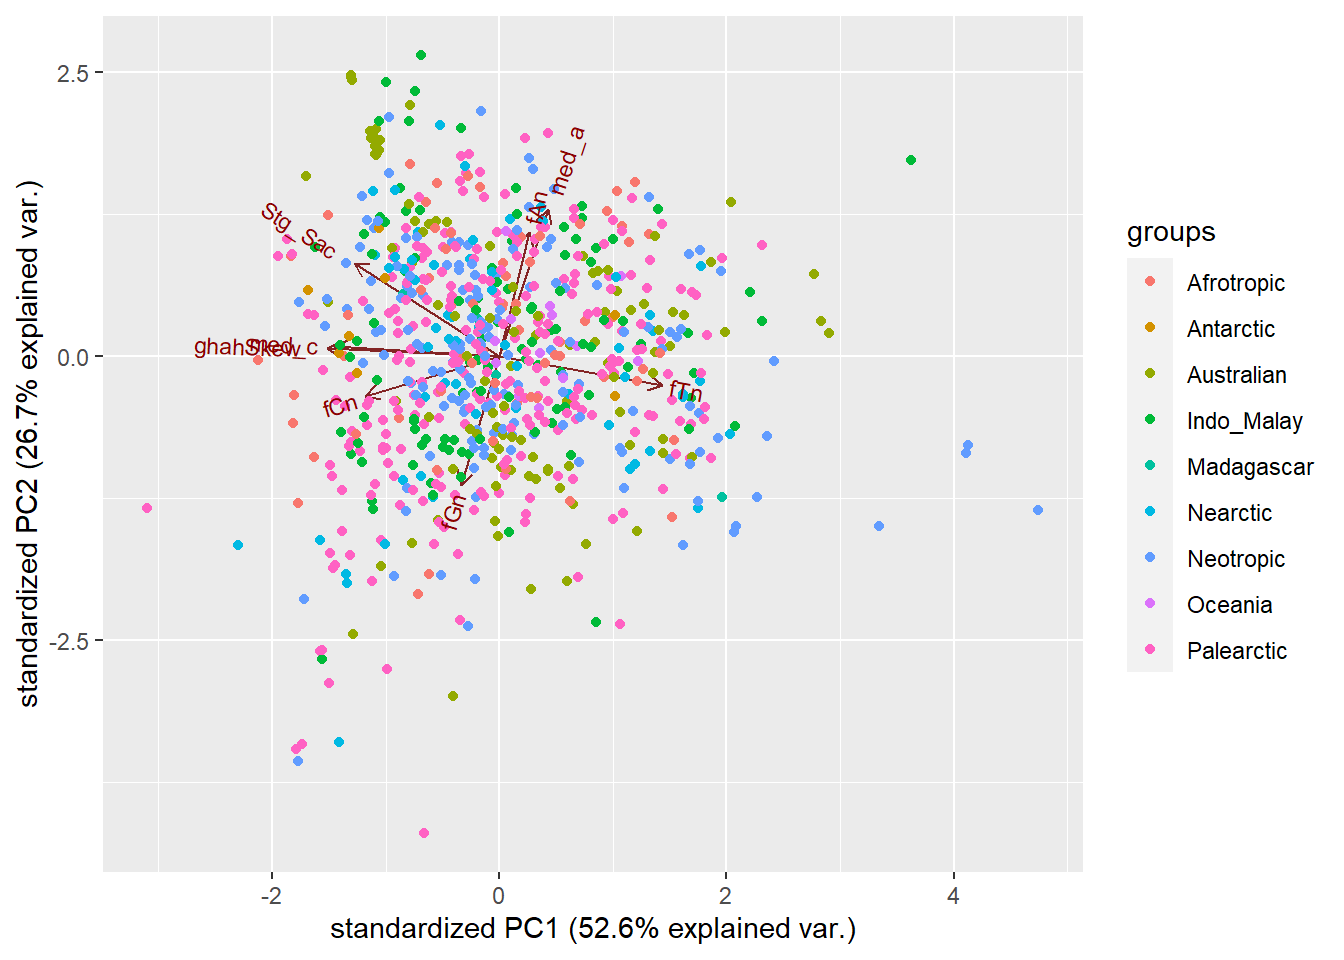 standardized PC2 (26.7% explained var.)
2.5
0.0
-2.5
-2
0
2
4
standardized PC1 (52.6% explained var.)
med_a
fAn
Stg_Sac
med_c
fTn
fCn
fGn
groups
Afrotropic
Antarctic
Australian
Indo_Malay
Madagascar
Nearctic
Neotropic
Oceania
Palearctic